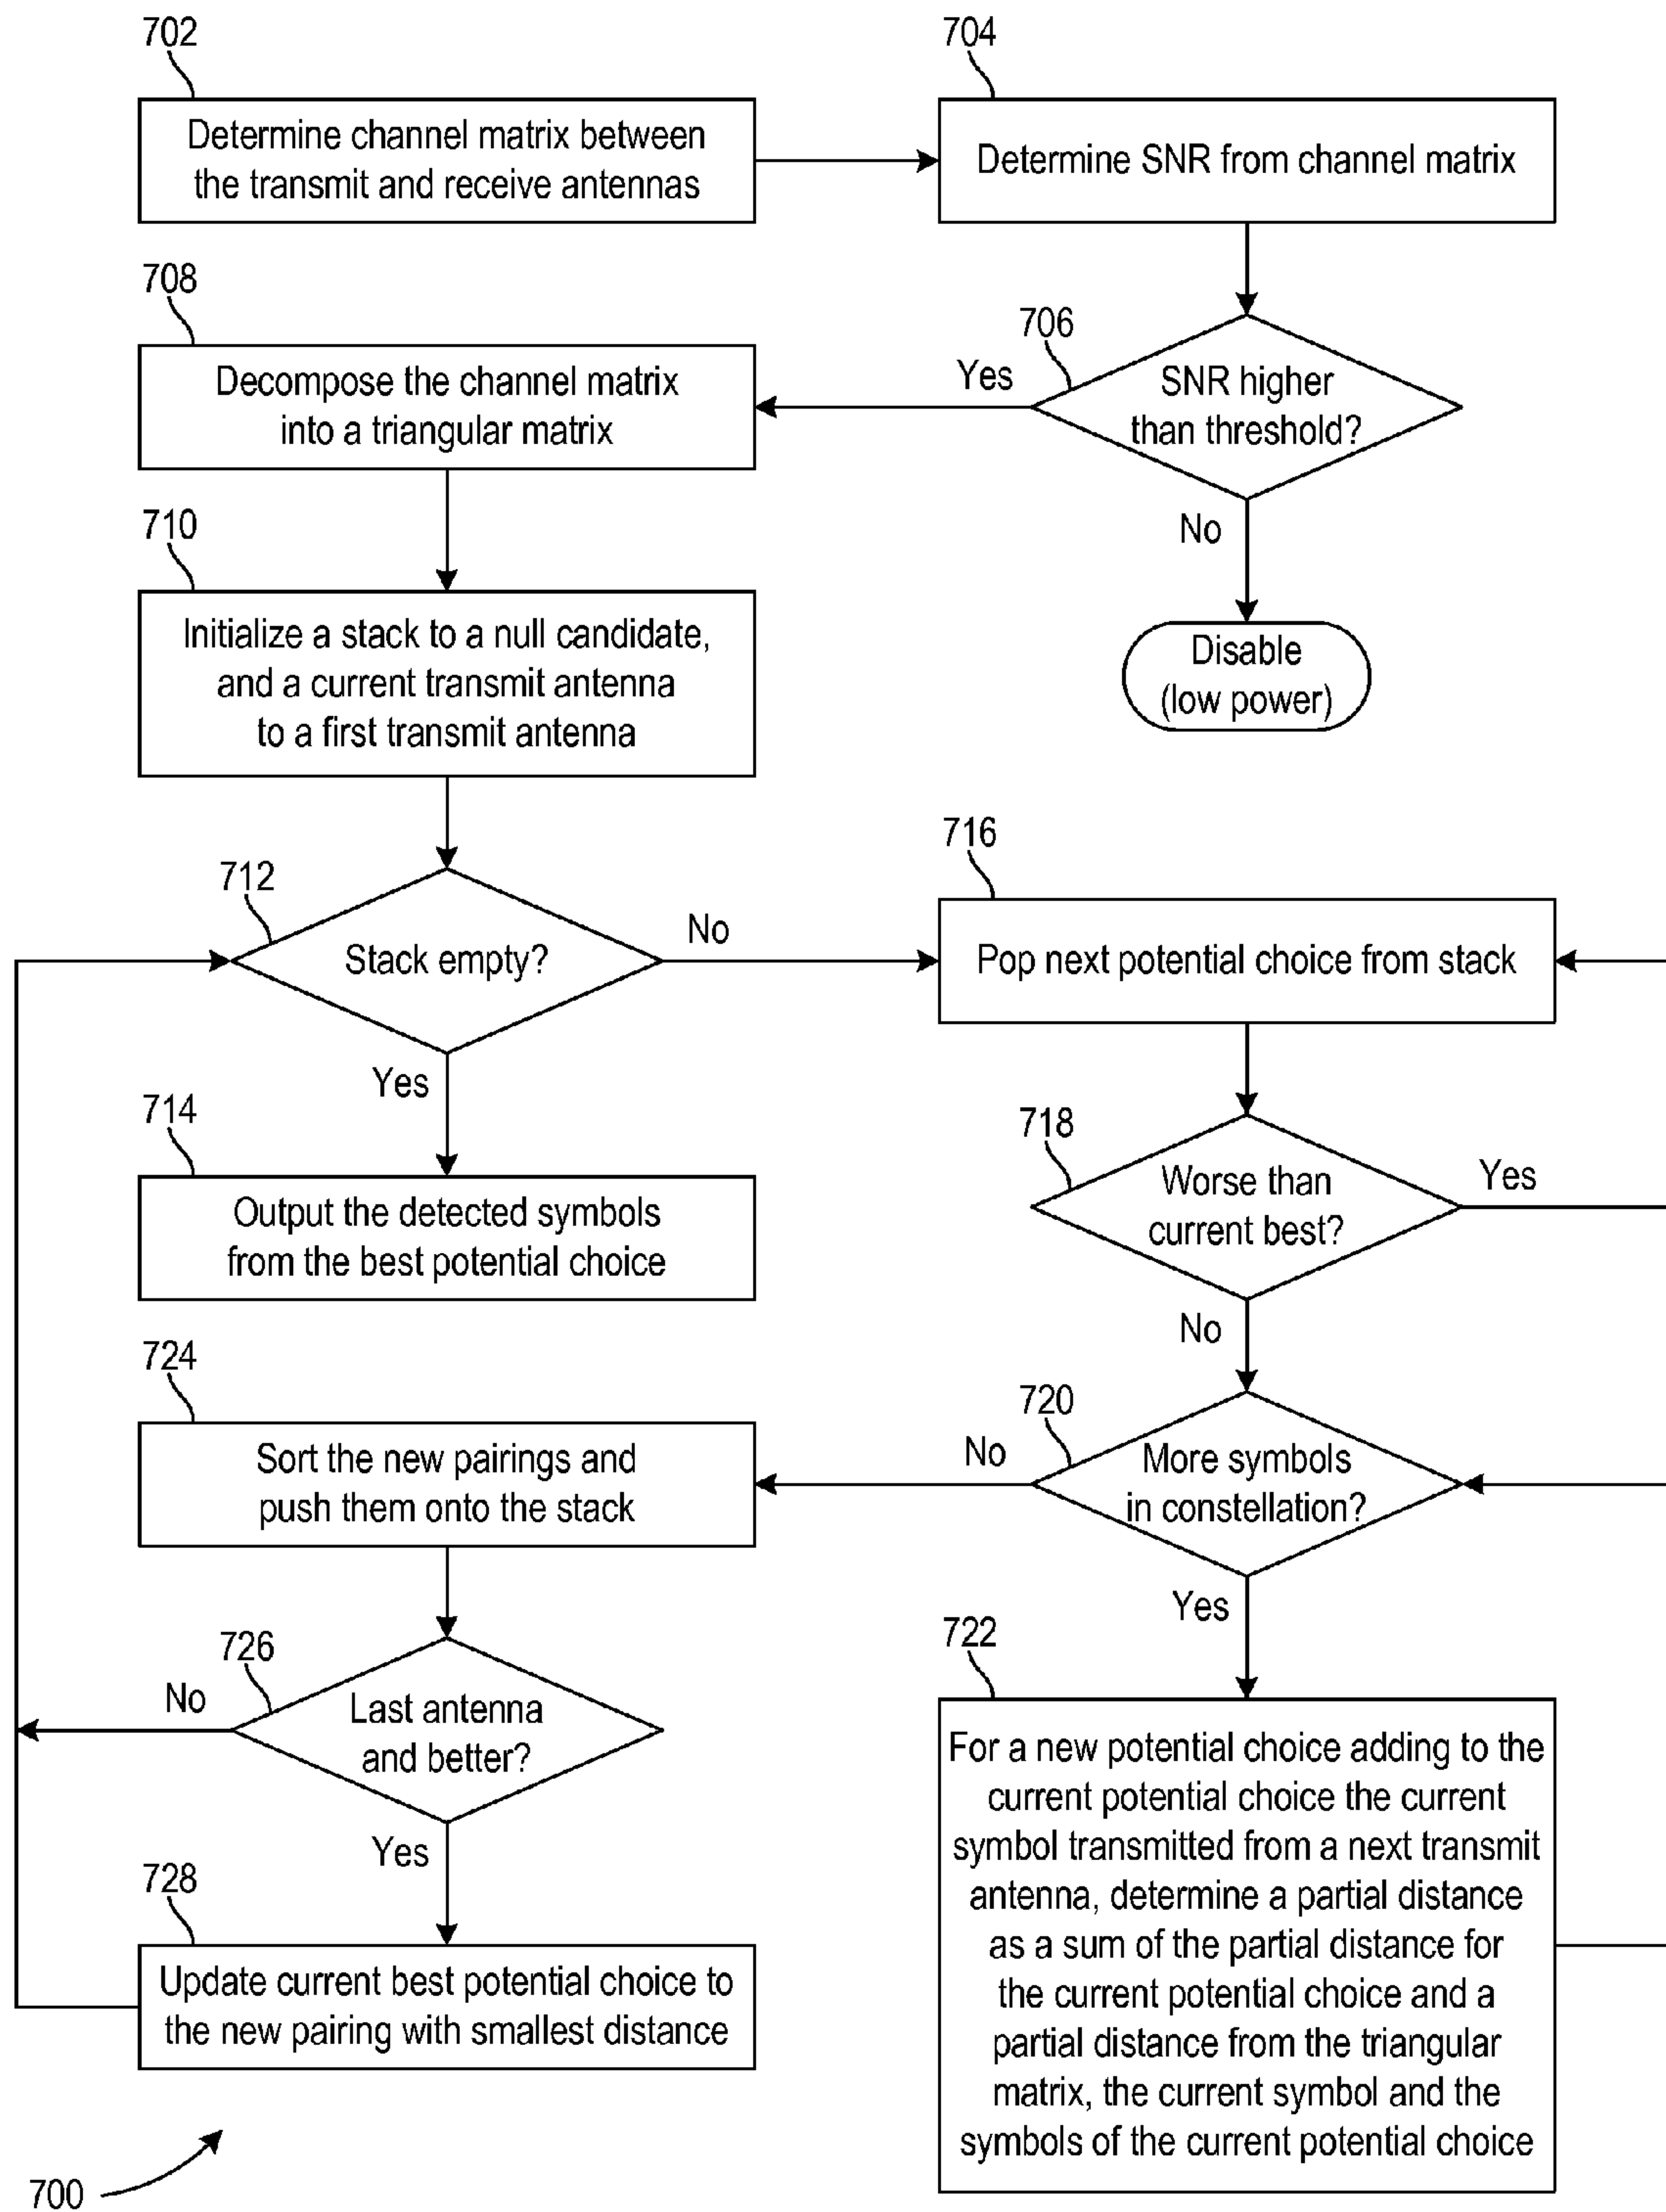 702
Determine channel matrix between
the transmit and receive antennas
704
Determine SNR from channel matrix
706
SNR higher
than threshold?
Yes
No
Disable
(low power)
708
Decompose the channel matrix
into a triangular matrix
710
Initialize a stack to a null candidate,
and a current transmit antenna
to a first transmit antenna
712
Stack empty?
No
Yes
714
Output the detected symbols
from the best potential choice
716
Pop next potential choice from stack
718
Worse than
current best?
Yes
No
720
More symbols
in constellation?
No
Yes
722
For a new potential choice adding to the
current potential choice the current
symbol transmitted from a next transmit
antenna, determine a partial distance
as a sum of the partial distance for
the current potential choice and a
partial distance from the triangular
matrix, the current symbol and the
symbols of the current potential choice
724
Sort the new pairings and
push them onto the stack
726
Last antenna
and better?
No
Yes
728
Update current best potential choice to
the new pairing with smallest distance
700